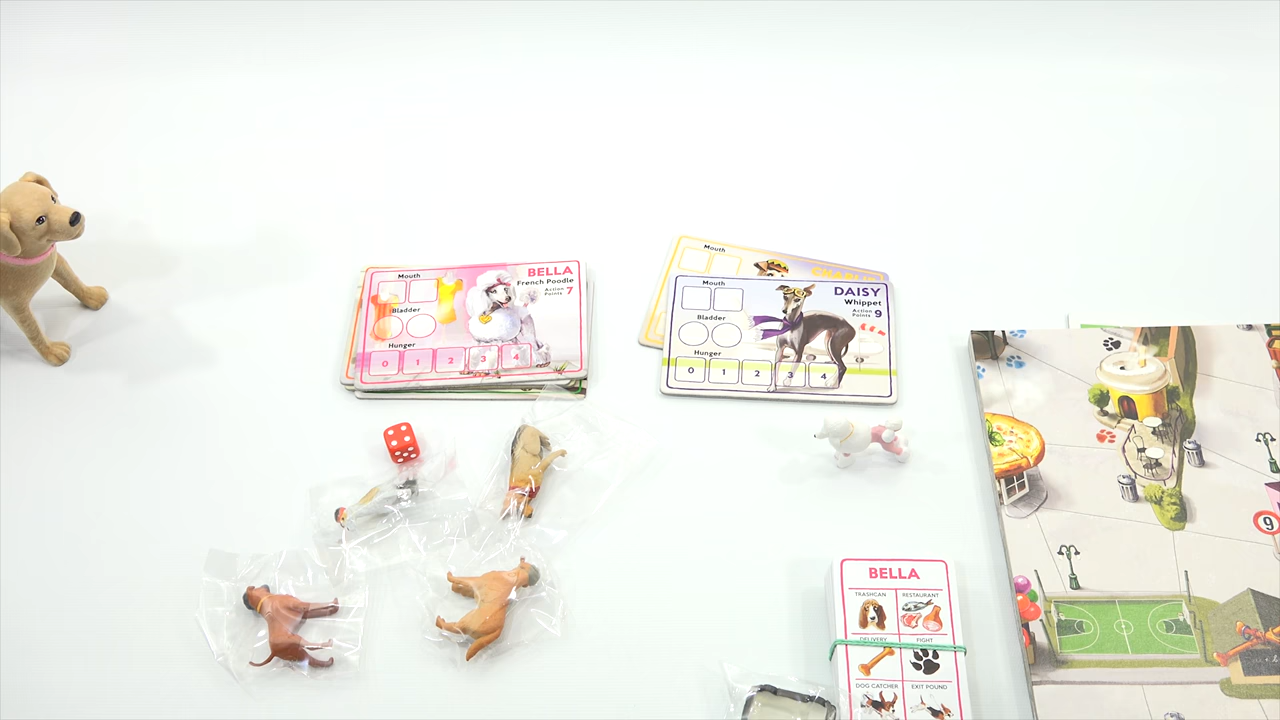 Mouth
BELLA
French Poodle
Action
Points 7
Bladder
Hunger
0 1 2 3 4
Mouth
CHARLIE
DAISY
Whippet
Action
Points 9
Mouth
Bladder
Hunger
0 1 2 3 4
9
BELLA
TRASHCAN RESTAURANT
DELIVERY FIGHT
DOG CATCHER EXIT POUND